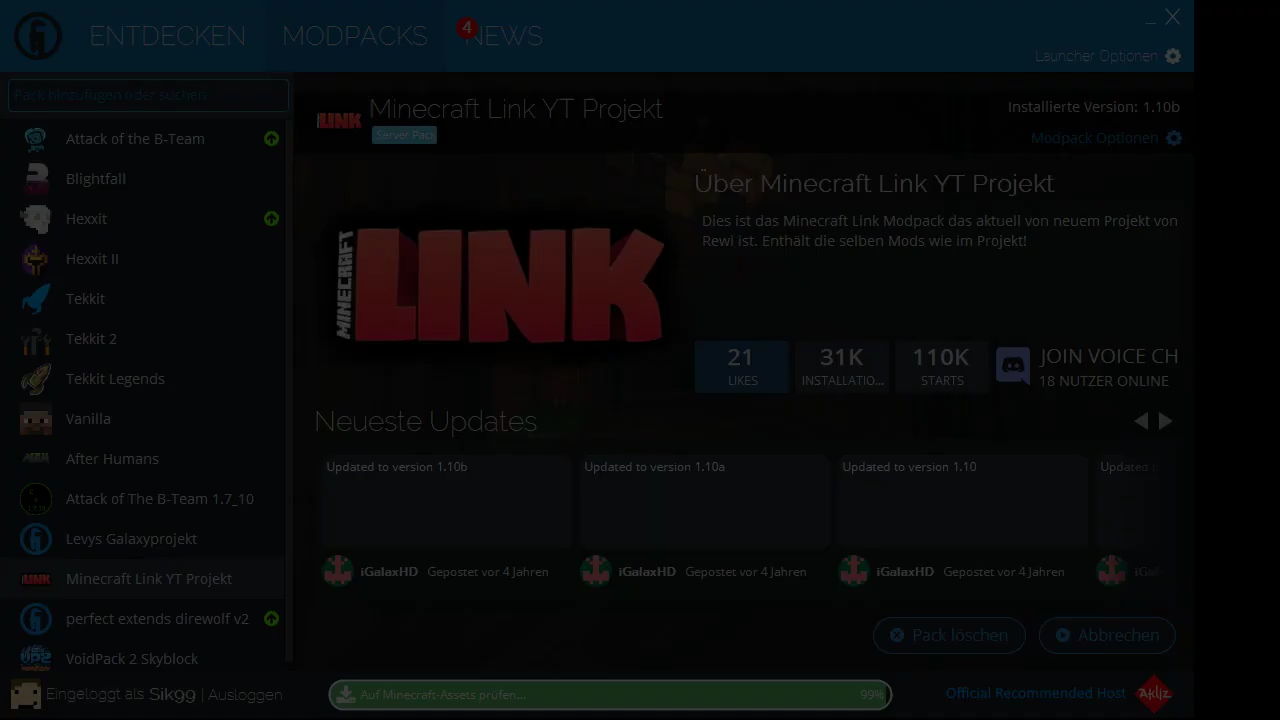 ENTDECKEN
MODPACKS
4
NEWS
Launcher Optionen
Pack hinzufügen oder suchen
Attack of the B-Team
Blightfall
Hexxit
Hexxit II
Tekkit
Tekkit 2
Tekkit Legends
Vanilla
After Humans
Attack of The B-Team 1.7_10
Levys Galaxyprojekt
Minecraft Link YT Projekt
perfect extends direwolf v2
VoidPack 2 Skyblock
Eingeloggt als Sik99 | Ausloggen
LINK
Minecraft Link YT Projekt
Server Pack
Installierte Version: 1.10b
Modpack Optionen
MINECRAFT
LINK
Über Minecraft Link YT Projekt
Dies ist das Minecraft Link Modpack das aktuell von neuem Projekt von
Rewi ist. Enthält die selben Mods wie im Projekt!
21
LIKES
31K
INSTALLATIO...
110K
STARTS
JOIN VOICE CH
18 NUTZER ONLINE
Neueste Updates
Updated to version 1.10b
Updated to version 1.10a
Updated to version 1.10
Updated
iGalaxHD Gepostet vor 4 Jahren
iGalaxHD Gepostet vor 4 Jahren
iGalaxHD Gepostet vor 4 Jahren
iGal
Pack löschen
Abbrechen
Auf Minecraft-Assets prüfen...
99%
Official Recommended Host
Akliz